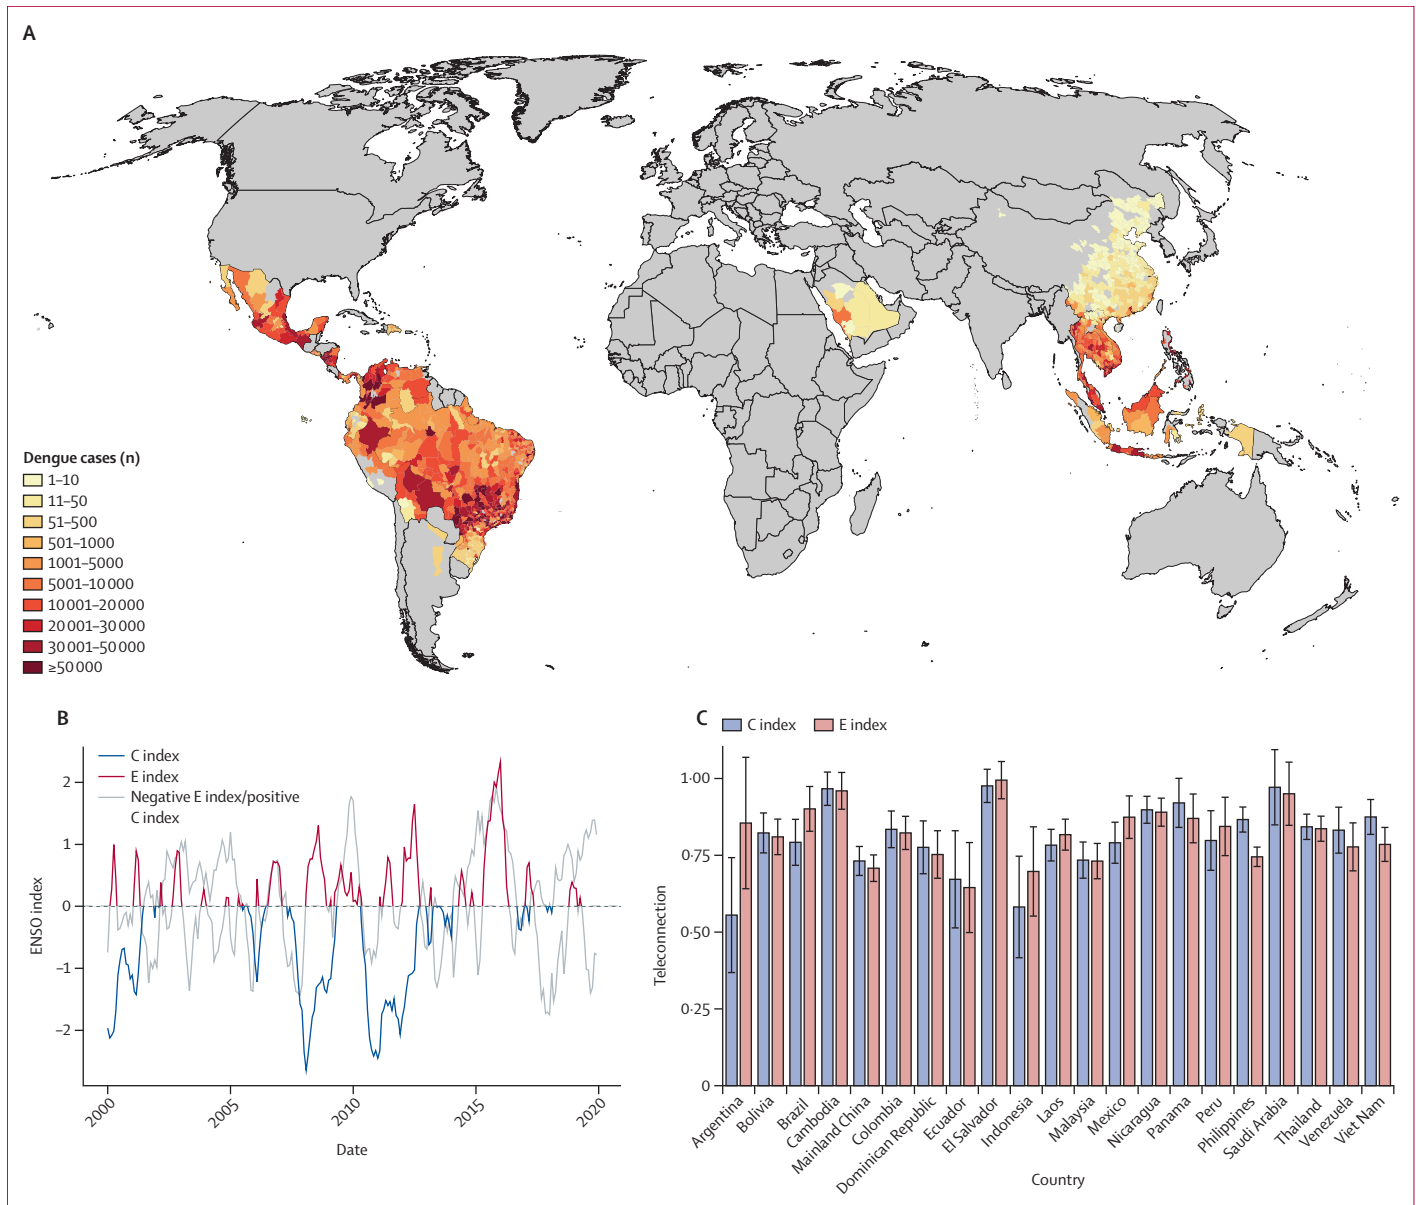 A
Dengue cases (n)
1–10
11–50
51–500
501–1000
1001–5000
5001–10 000
10 001–20 000
20 001–30 000
30 001–50 000
≥50 000
B
C index
E index
Negative E index/positive
C index
ENSO index
2
1
0
–1
–2
2000
2005
2010
2015
2020
Date
C
C index
E index
Teleconnection
1·00
0·75
0·50
0·25
0
Argentina
Bolivia
Brazil
Cambodia
Mainland China
Colombia
Dominican Republic
Ecuador
El Salvador
Indonesia
Laos
Malaysia
Mexico
Nicaragua
Panama
Peru
Philippines
Saudi Arabia
Thailand
Venezuela
Viet Nam
Country